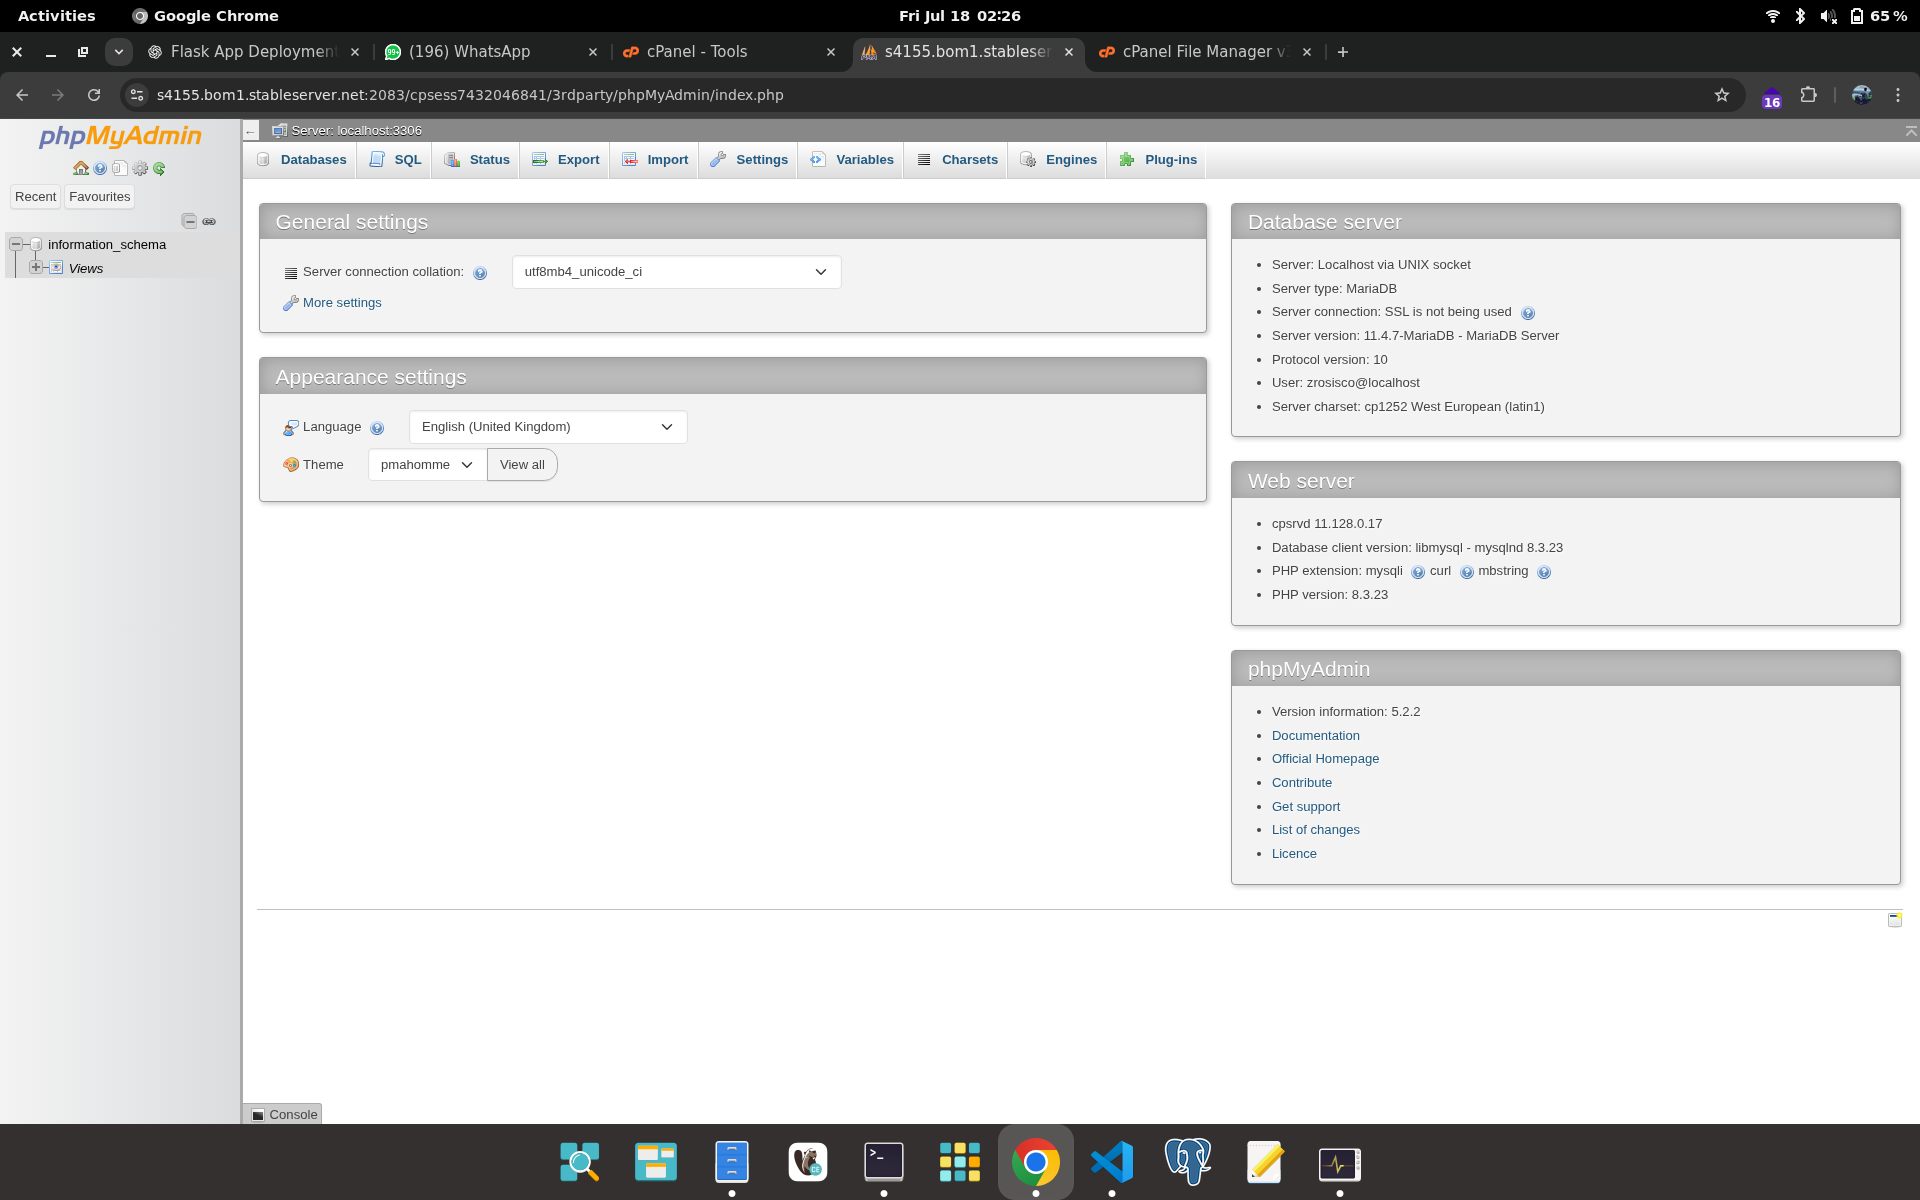 Activities
Google Chrome
Fri Jul 18 02:26
65 %
Flask App Deployment
99+
(196) WhatsApp
cPanel - Tools
s4155.bom1.stableser
cPanel File Manager v
s4155.bom1.stableserver.net:2083/cpsess7432046841/3rdparty/phpMyAdmin/index.php
16
phpMyAdmin
Recent
Favourites
information_schema
Views
Server: localhost:3306
Databases
SQL
Status
Export
Import
Settings
Variables
Charsets
Engines
Plug-ins
General settings
Server connection collation:
utf8mb4_unicode_ci
More settings
Appearance settings
Language
English (United Kingdom)
Theme
pmahomme
View all
Database server
Server: Localhost via UNIX socket
Server type: MariaDB
Server connection: SSL is not being used
Server version: 11.4.7-MariaDB - MariaDB Server
Protocol version: 10
User: zrosisco@localhost
Server charset: cp1252 West European (latin1)
Web server
cpsrvd 11.128.0.17
Database client version: libmysql - mysqlnd 8.3.23
PHP extension: mysqli curl mbstring
PHP version: 8.3.23
phpMyAdmin
Version information: 5.2.2
Documentation
Official Homepage
Contribute
Get support
List of changes
Licence
Console
CE